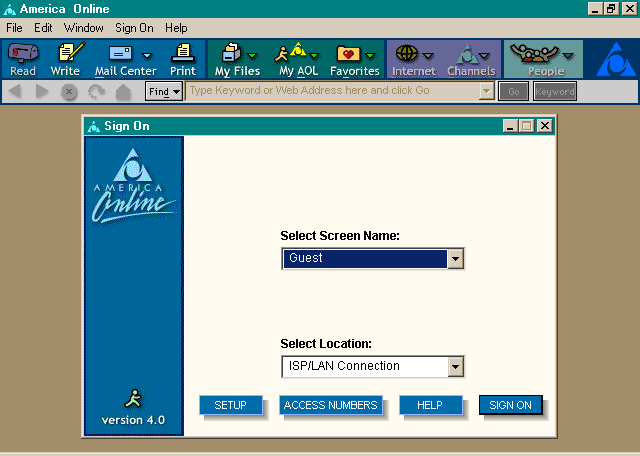 America Online
File Edit Window Sign On Help
Read Write Mail Center Print My Files My AOL Favorites Internet Channels People
Find Type Keyword or Web Address here and click Go Go Keyword
Sign On
AMERICA
Online
Select Screen Name:
Guest
Select Location:
ISP/LAN Connection
SETUP ACCESS NUMBERS HELP SIGN ON
version 4.0